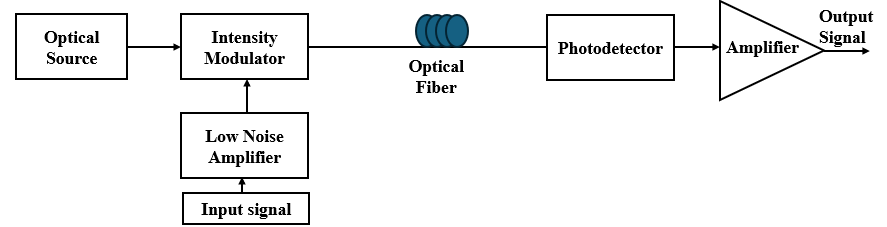 Optical
Source
Intensity
Modulator
Optical
Fiber
Photodetector
Amplifier
Output
Signal
Low Noise
Amplifier
Input signal